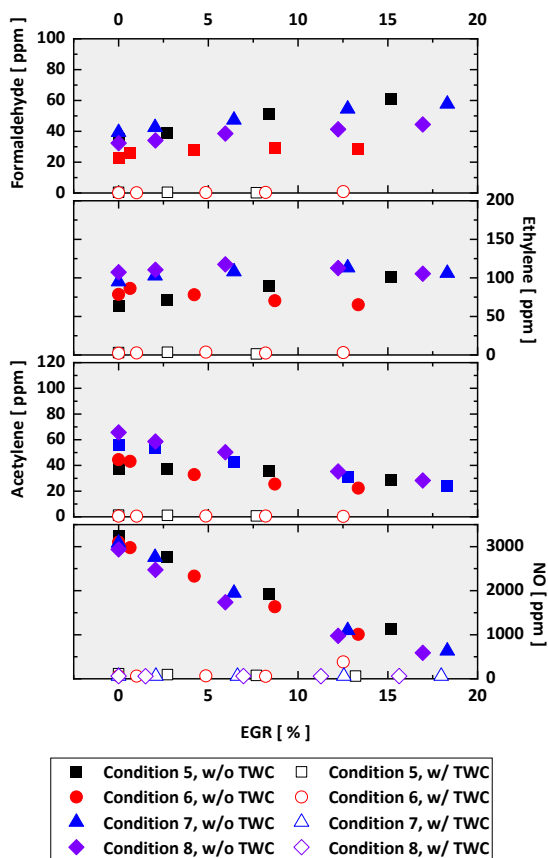 0 5 10 15 20
100
80
60
40
20
0
Formaldehyde [ ppm ]
200
150
100
50
0
Ethylene [ ppm ]
120
100
80
60
40
20
0
Acetylene [ ppm ]
3000
2000
1000
0
NO [ ppm ]
0 5 10 15 20
EGR [ % ]
Condition 5, w/o TWC Condition 5, w/ TWC
Condition 6, w/o TWC Condition 6, w/ TWC
Condition 7, w/o TWC Condition 7, w/ TWC
Condition 8, w/o TWC Condition 8, w/ TWC